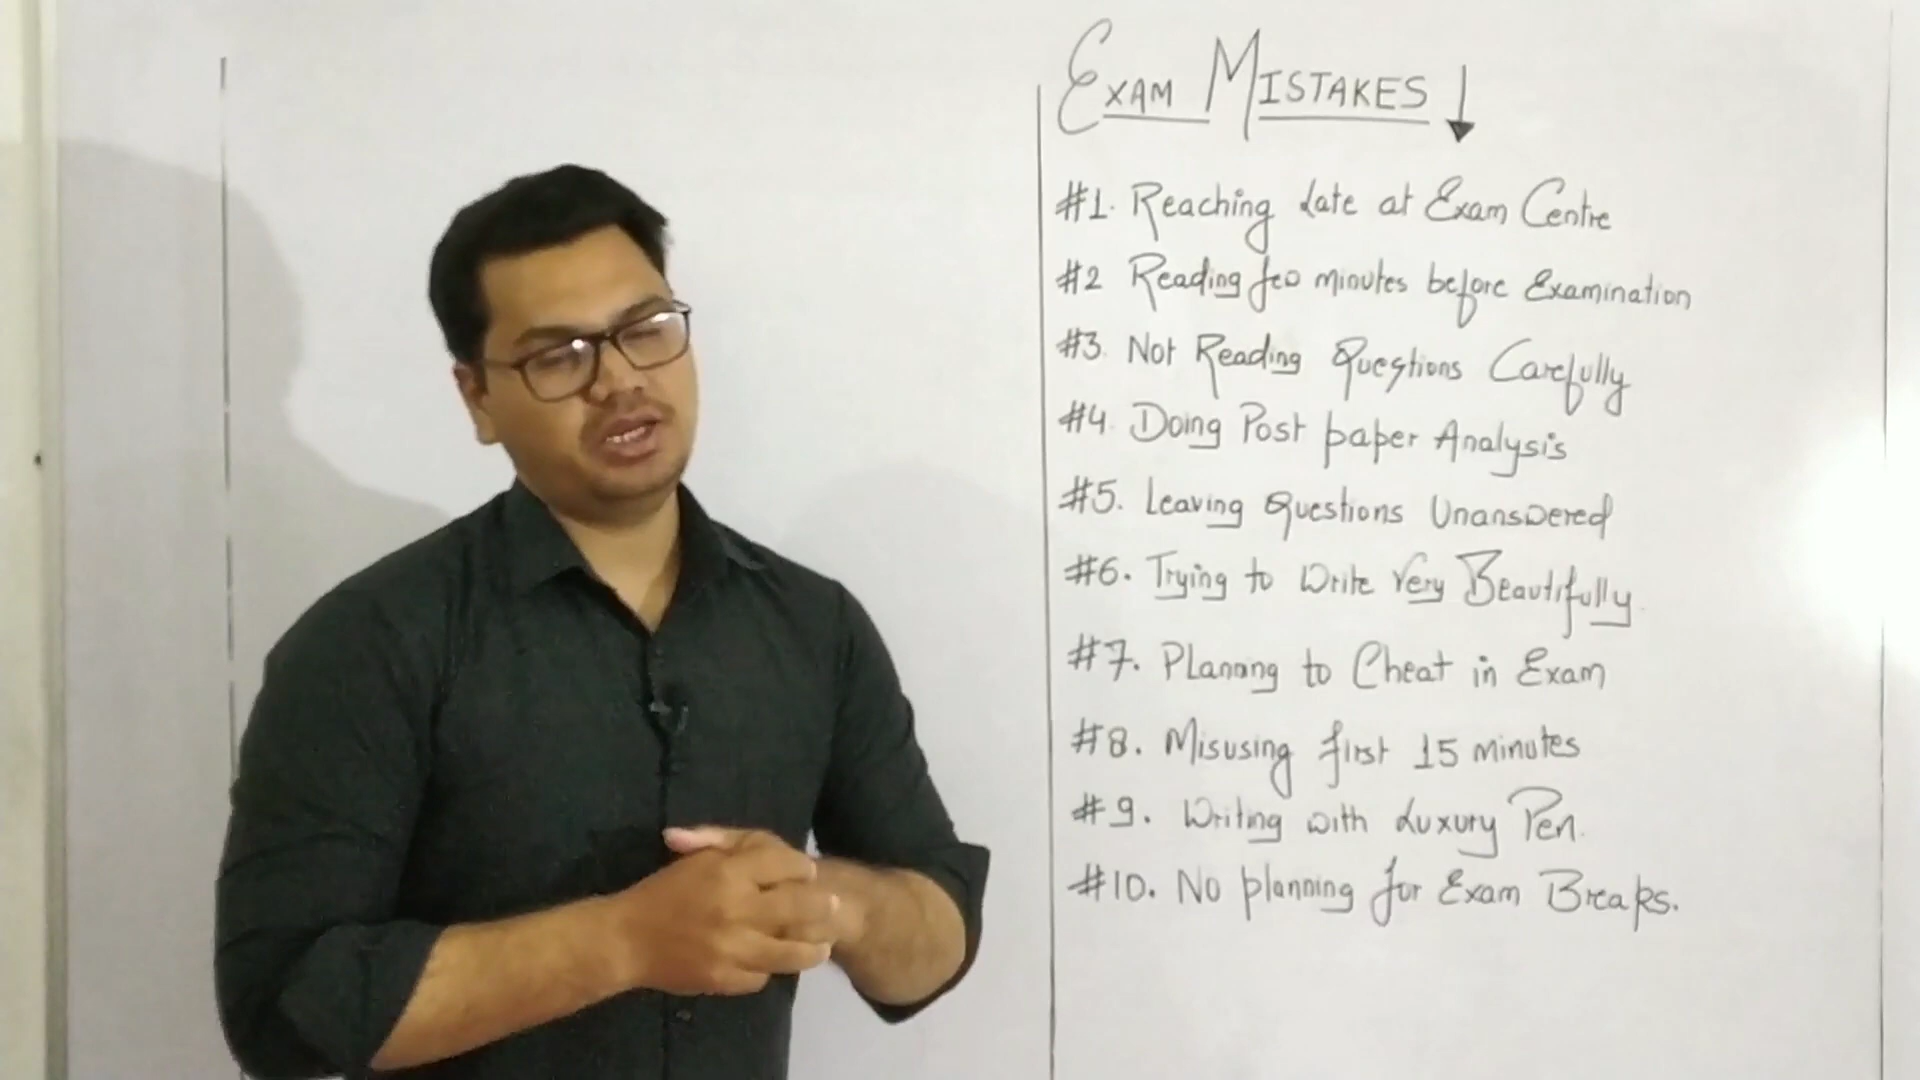 EXAM MISTAKES ↓
#1. Reaching Late at Exam Centre
#2 Reading few minutes before Examination
#3. Not Reading Questions Carefully
#4. Doing Post paper Analysis
#5. Leaving Questions Unanswered
#6. Trying to Write Very Beautifully.
#7. Planning to Cheat in Exam
#8. Misusing first 15 minutes
#9. Writing with Luxury Pen.
#10. No planning for Exam Breaks.